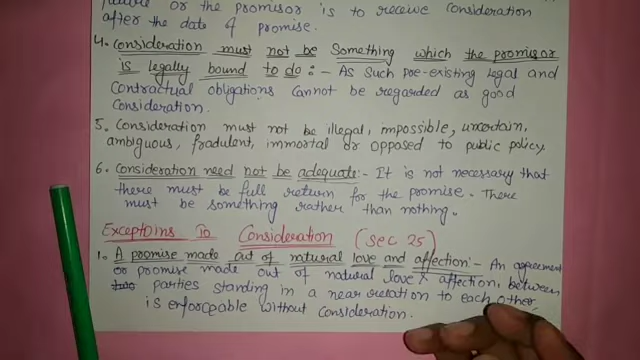 future or the promisor is to receive consideration
after the date of promise.
4. Consideration must not be Something which the promisor
is legally bound to do :- As Such pre-existing legal and
contractual obligations cannot be regarded as good
consideration.
5. Consideration must not be illegal, impossible, uncertain,
ambiguous, fradulent, immortal or opposed to public policy
6. Consideration need not be adequate :- It is not necessary that
there must be full return for the promise. There
must be something rather than nothing.
Exceptoins To Consideration (Sec 25)
1. A promise made out of natural love and affection :- An agreement
or promise made out of natural love & affection, between
parties standing in a near relation to each other
is enforceable without Consideration.